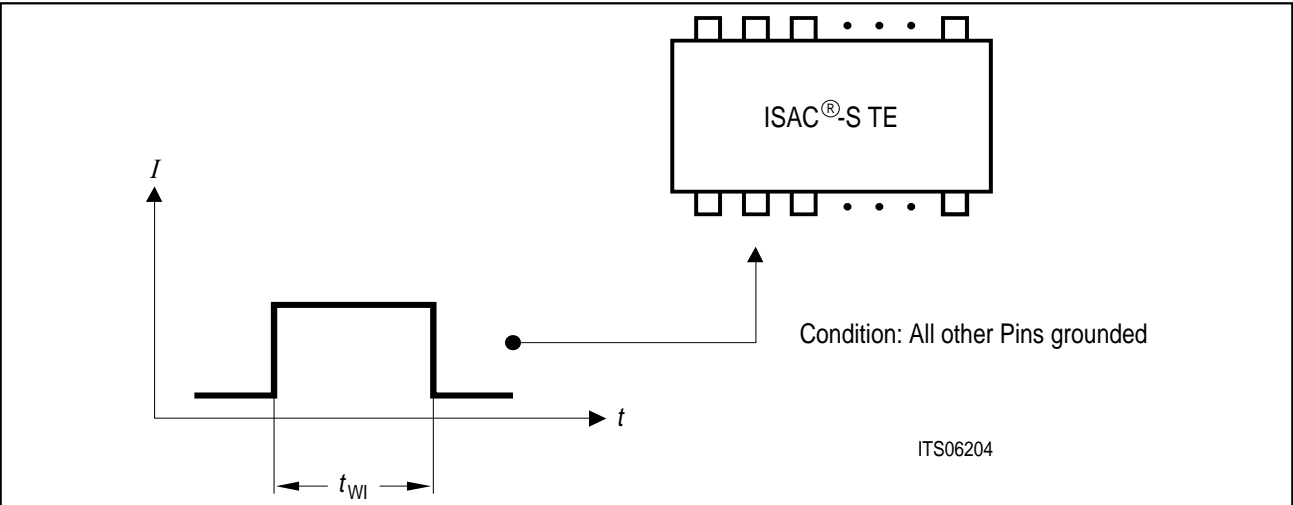 ISAC®-S TE
I
Condition: All other Pins grounded
t
ITS06204
tWI